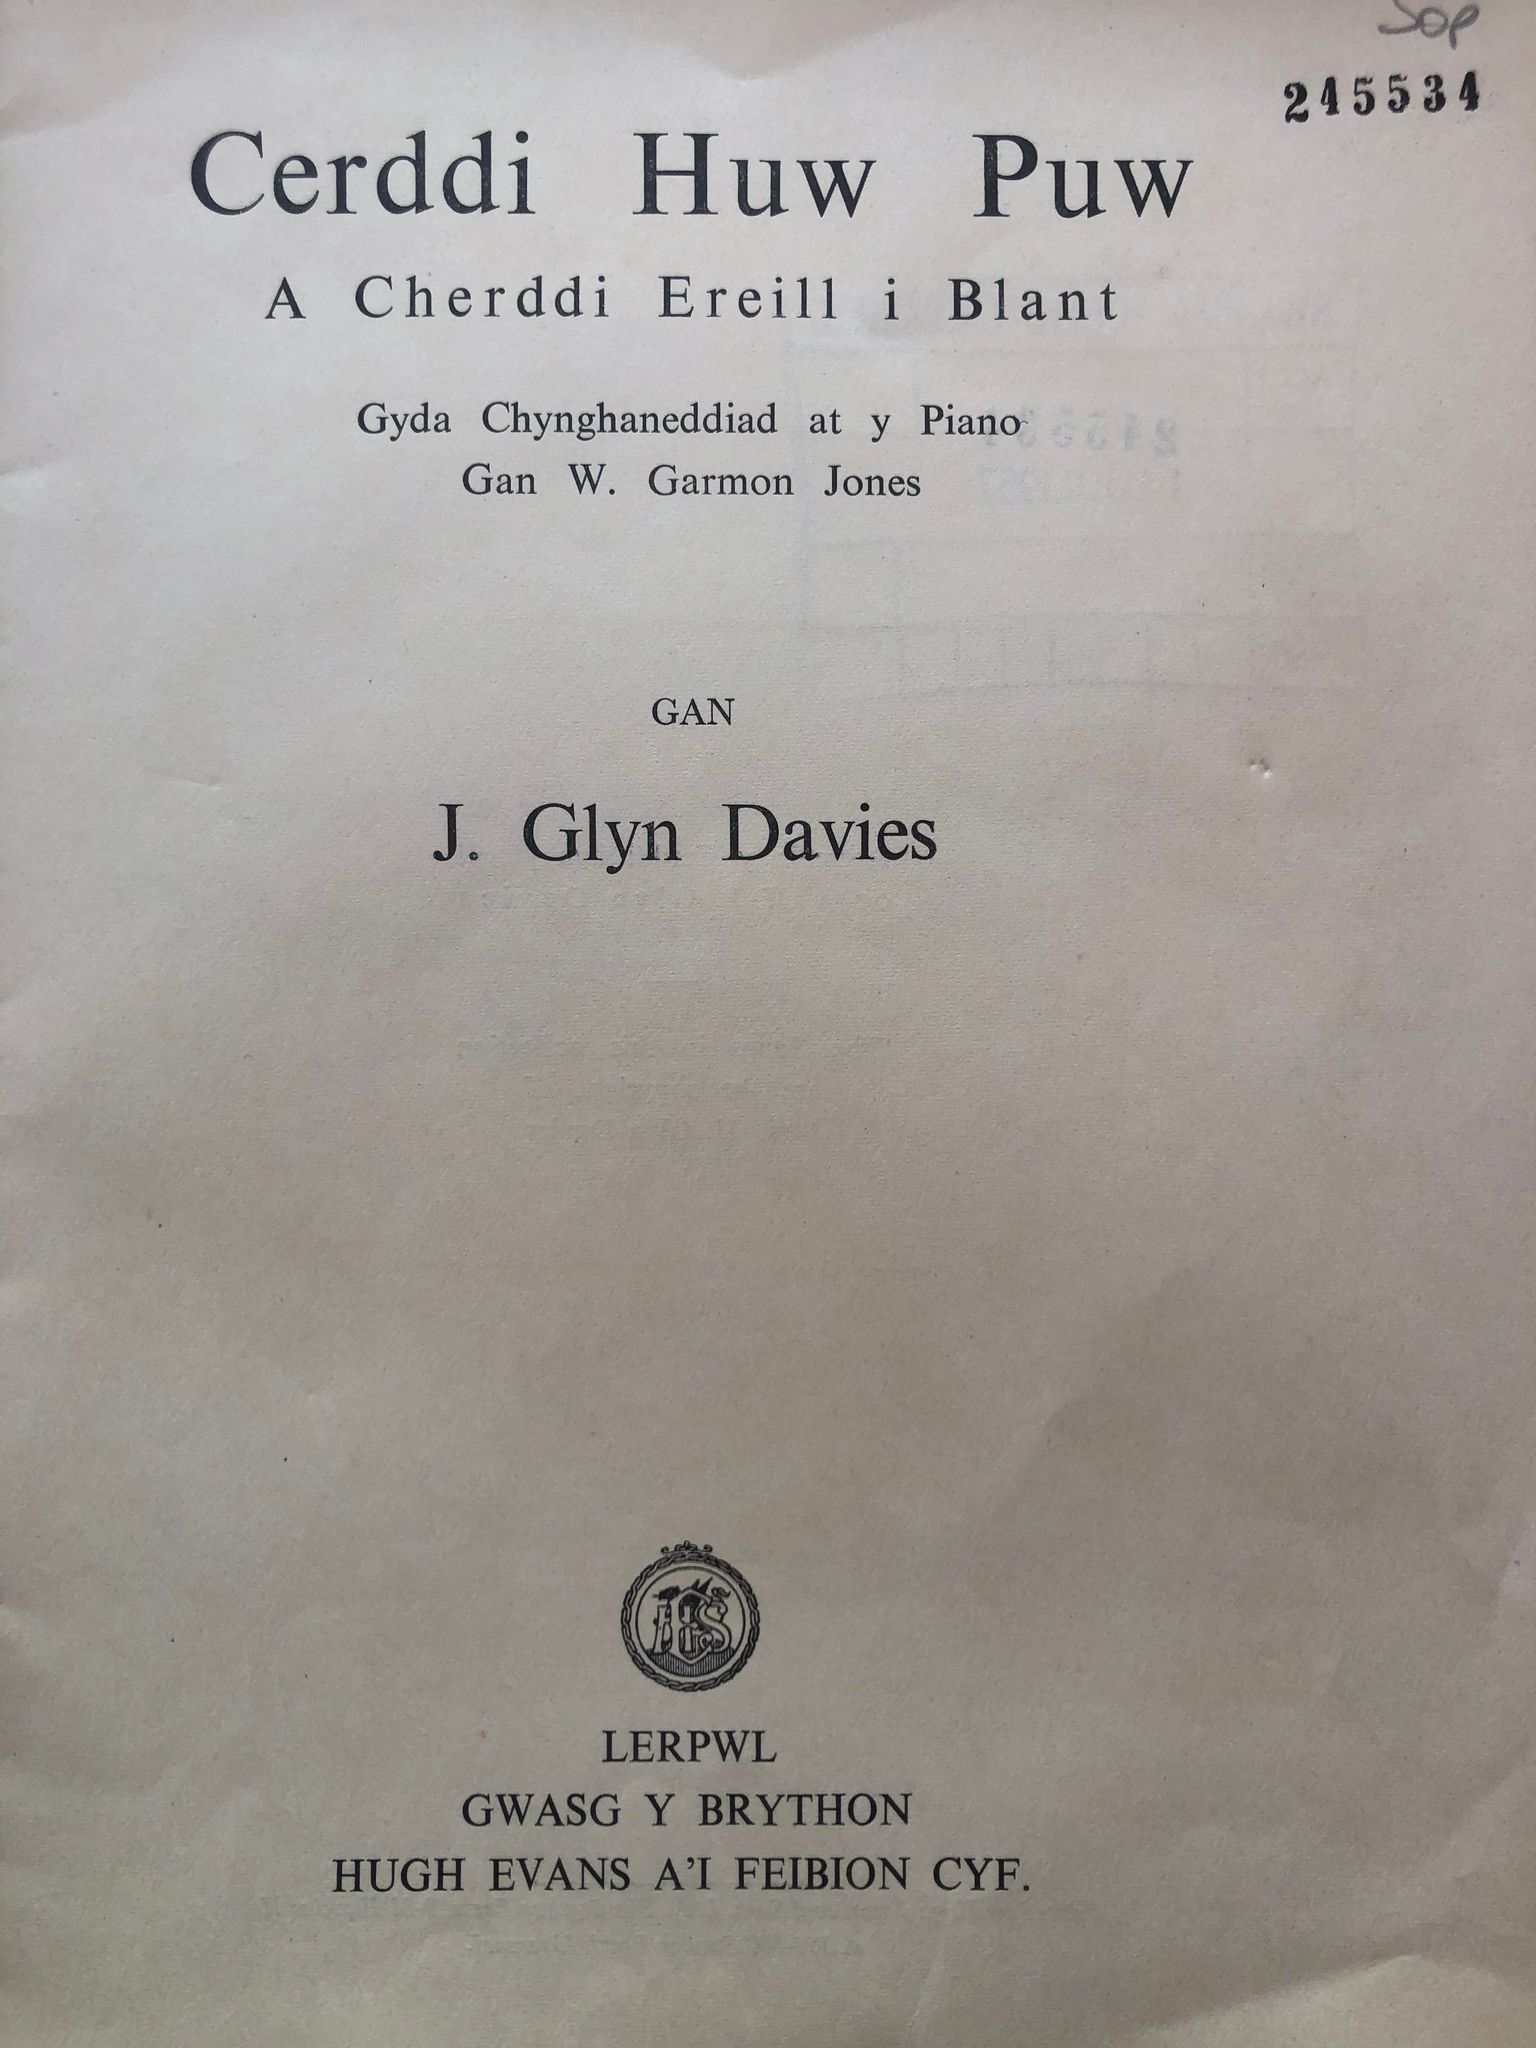 245534
Cerddi Huw Puw
A Cherddi Ereill i Blant
Gyda Chynghaneddiad at y Piano
Gan W. Garmon Jones
GAN
J. Glyn Davies
LERPWL
GWASG Y BRYTHON
HUGH EVANS A'I FEIBION CYF.